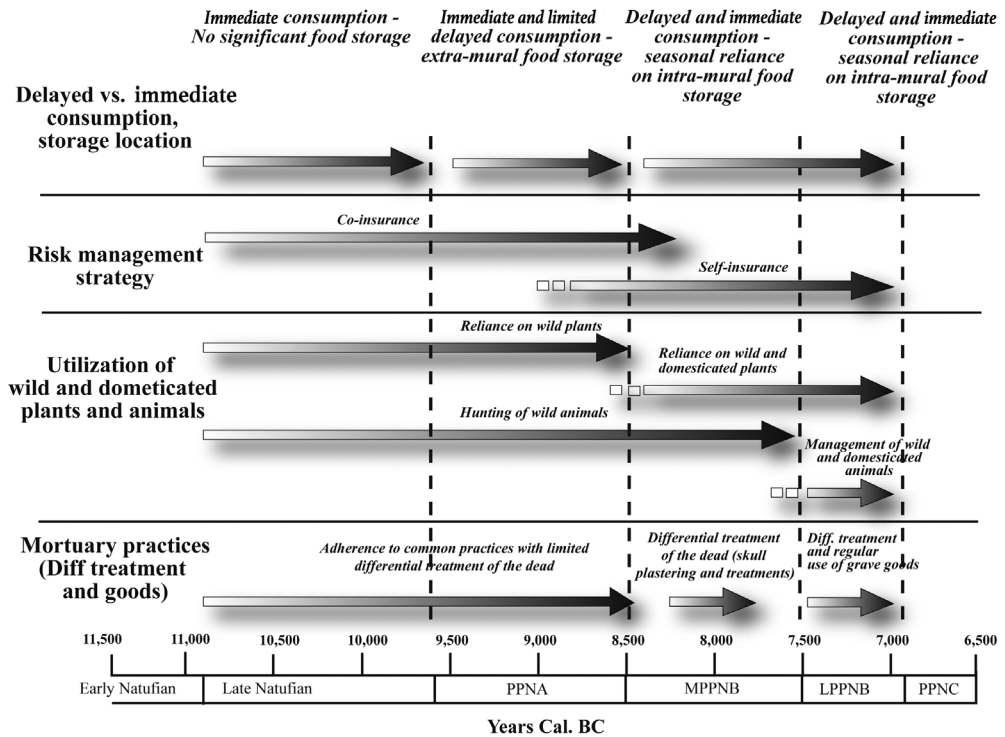 Immediate consumption -
No significant food storage
Immediate and limited
delayed consumption -
extra-mural food storage
Delayed and immediate
consumption -
seasonal reliance
on intra-mural food
storage
Delayed and immediate
consumption -
seasonal reliance
on intra-mural food
storage
Delayed vs. immediate
consumption,
storage location
Risk management
strategy
Co-insurance
Self-insurance
Utilization of
wild and dometicated
plants and animals
Reliance on wild plants
Reliance on wild and
domesticated plants
Hunting of wild animals
Management of wild
and domesticated
animals
Mortuary practices
(Diff treatment
and goods)
Adherence to common practices with limited
differential treatment of the dead
Differential treatment
of the dead (skull
plastering and treatments)
Diff. treatment
and regular
use of grave goods
11,500 11,000 10,500 10,000 9,500 9,000 8,500 8,000 7,500 7,000 6,500
Early Natufian Late Natufian PPNA MPPNB LPPNB PPNC
Years Cal. BC